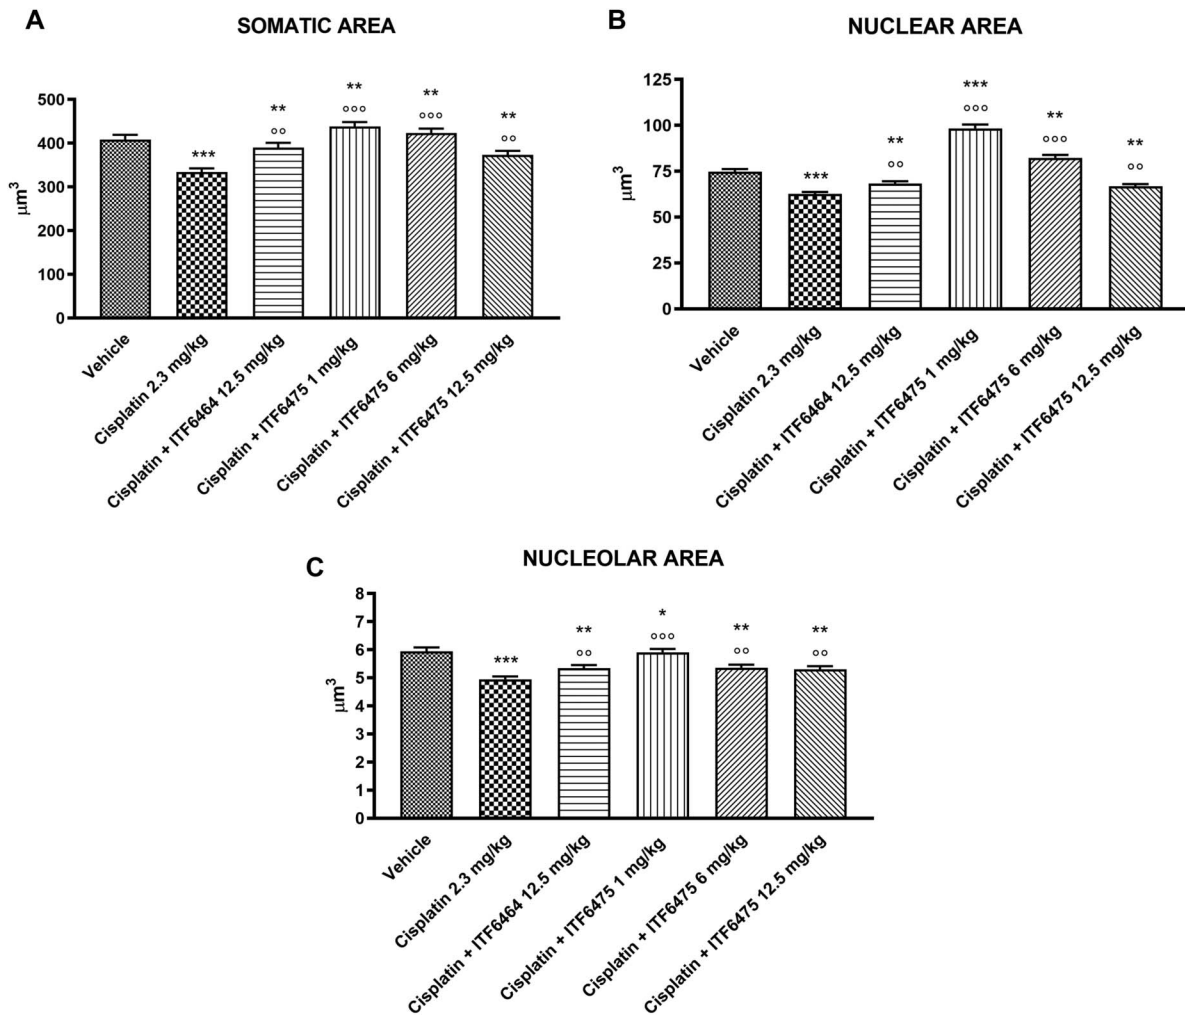 A
SOMATIC AREA
500
400
300
200
100
0
μm³
***
**
○○
**
○○○
**
○○○
**
○○
Vehicle
Cisplatin 2.3 mg/kg
Cisplatin + ITF6464 12.5 mg/kg
Cisplatin + ITF6475 1 mg/kg
Cisplatin + ITF6475 6 mg/kg
Cisplatin + ITF6475 12.5 mg/kg
B
NUCLEAR AREA
125
100
75
50
25
0
μm³
***
**
○○
***
○○○
**
○○○
**
○○
Vehicle
Cisplatin 2.3 mg/kg
Cisplatin + ITF6464 12.5 mg/kg
Cisplatin + ITF6475 1 mg/kg
Cisplatin + ITF6475 6 mg/kg
Cisplatin + ITF6475 12.5 mg/kg
C
NUCLEOLAR AREA
8
7
6
5
4
3
2
1
0
μm³
***
**
○○
*
○○○
**
○○
**
○○
Vehicle
Cisplatin 2.3 mg/kg
Cisplatin + ITF6464 12.5 mg/kg
Cisplatin + ITF6475 1 mg/kg
Cisplatin + ITF6475 6 mg/kg
Cisplatin + ITF6475 12.5 mg/kg